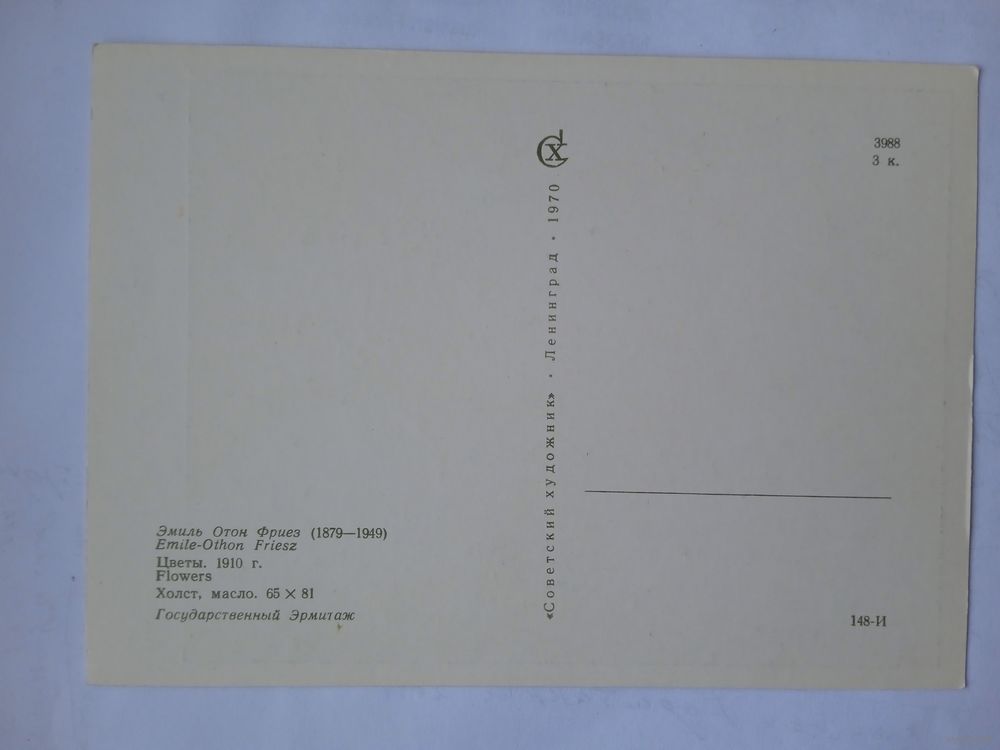 Эмиль Отон Фриез (1879—1949)
Emile-Othon Friesz
Цветы. 1910 г.
Flowers
Холст, масло. 65 × 81
Государственный Эрмитаж
СХ
«Советский художник» · Ленинград · 1970
3988
3 к.
148-И